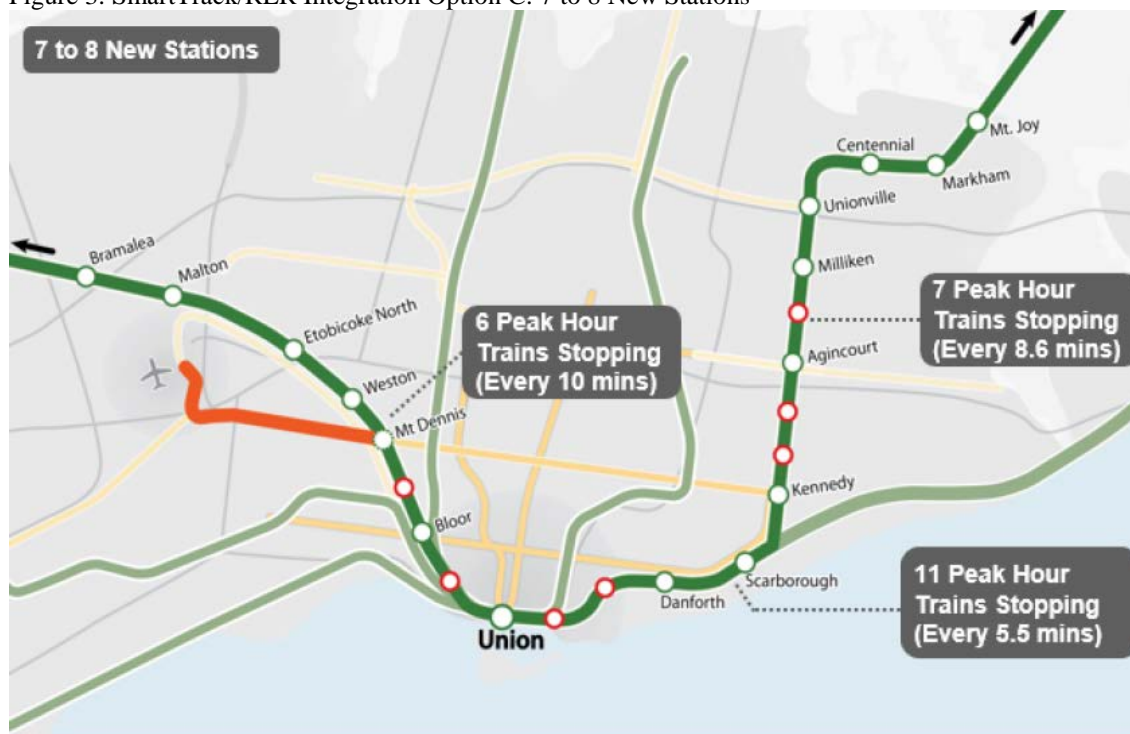 Figure 3: SmartTrack/RER Integration Option C: 7 to 8 New Stations
7 to 8 New Stations
Mt. Joy
Centennial
Markham
Unionville
Bramalea
Malton
Milliken
Etobicoke North
6 Peak Hour
Trains Stopping
(Every 10 mins)
7 Peak Hour
Trains Stopping
(Every 8.6 mins)
Agincourt
Weston
Mt Dennis
Kennedy
Bloor
Scarborough
Danforth
11 Peak Hour
Trains Stopping
(Every 5.5 mins)
Union